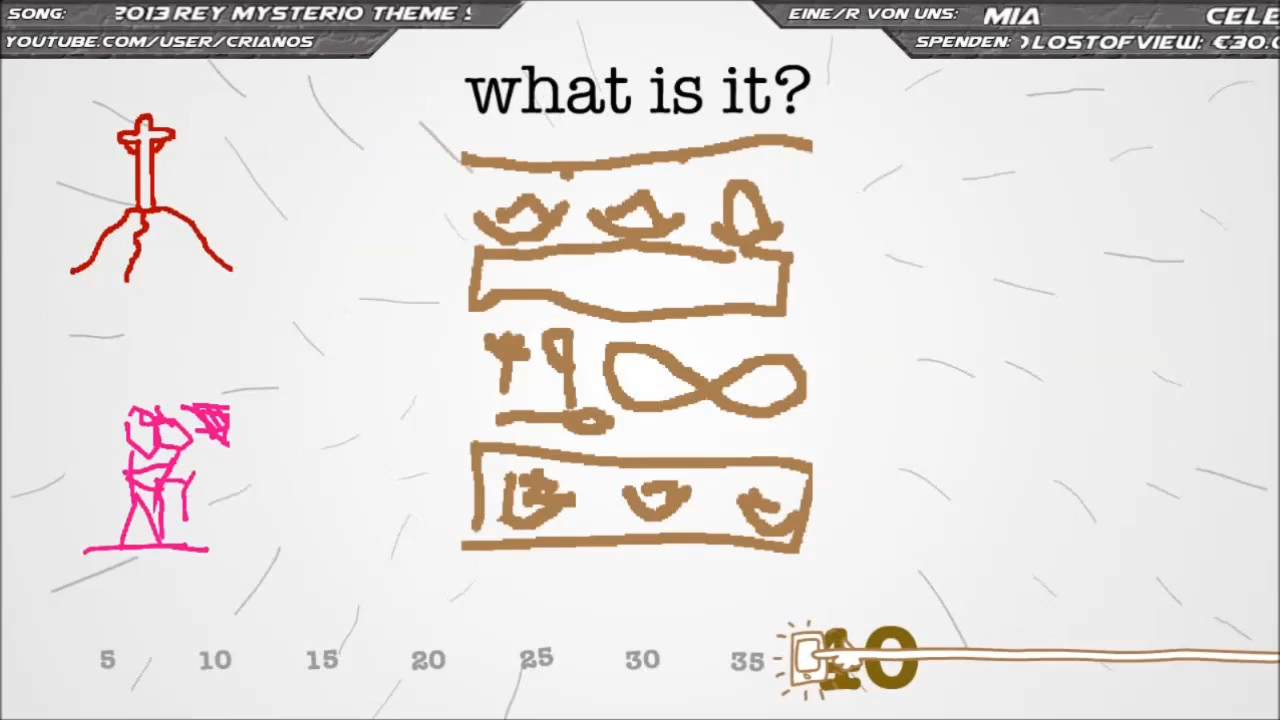 SONG: 2013 REY MYSTERIO THEME
EINE/R VON UNS: MIA CELE
YOUTUBE.COM/USER/CRIANOS
SPENDEN: LOSTOFVIEW: €30.
what is it?
5 10 15 20 25 30 35 40